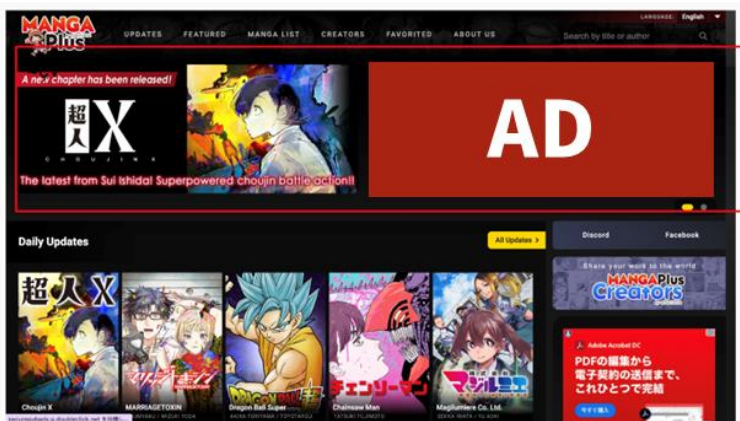 MANGA Plus
UPDATES FEATURED MANGA LIST CREATORS FAVORITED ABOUT US
LANGUAGE: English
Search by title or author
A new chapter has been released!
超人X
CHOUJIN X
The latest from Sui Ishida! Superpowered choujin battle action!!
AD
Daily Updates
All Updates >
Discord Facebook
Share your work to the world
MANGA Plus
Creators
超人X
マリッジトキシン
DRAGON BALL超
チェンソーマン
マジルミエ
Adobe Acrobat DC
PDFの編集から
電子契約の送信まで、
これひとつで完結
今すぐ購入
Choujin X
MARRIAGETOXIN
Dragon Ball Super
Chainsaw Man
Magilumiere Co. Ltd.
TATSUKI FUJIMOTO